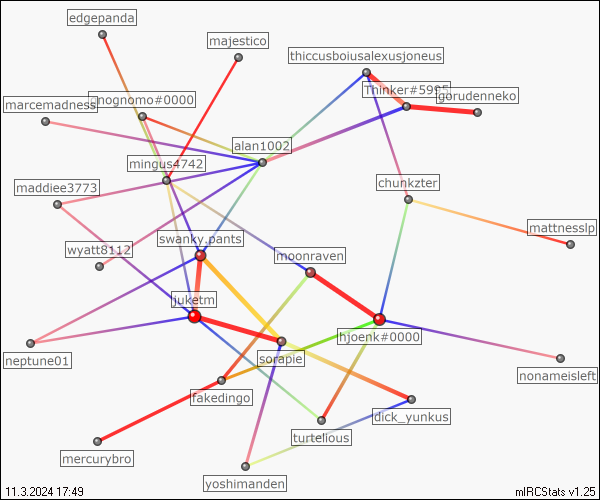 edgepanda
majestico
thiccusboiusalexusjoneus
Thinker#5995
gorudenneko
gnognomo#0000
marcemadness
alan1002
mingus4742
chunkzter
maddiee3773
mattnesslp
swanky.pants
wyatt8112
moonraven
juketm
hjoenk#0000
neptune01
sorapie
nonameisleft
fakedingo
dick_yunkus
turtelious
mercurybro
yoshimanden
11.3.2024 17:49
mIRCStats v1.25